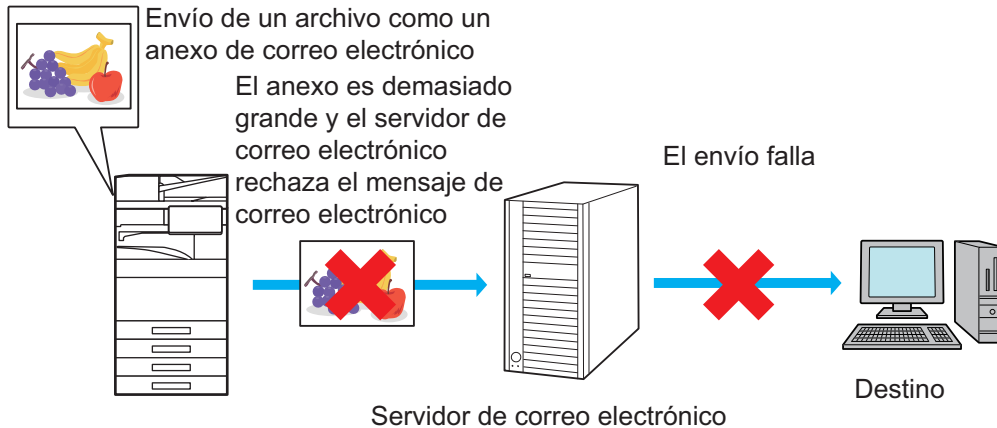 Envío de un archivo como un
anexo de correo electrónico
El anexo es demasiado
grande y el servidor de
correo electrónico
rechaza el mensaje de
correo electrónico
El envío falla
Servidor de correo electrónico
Destino